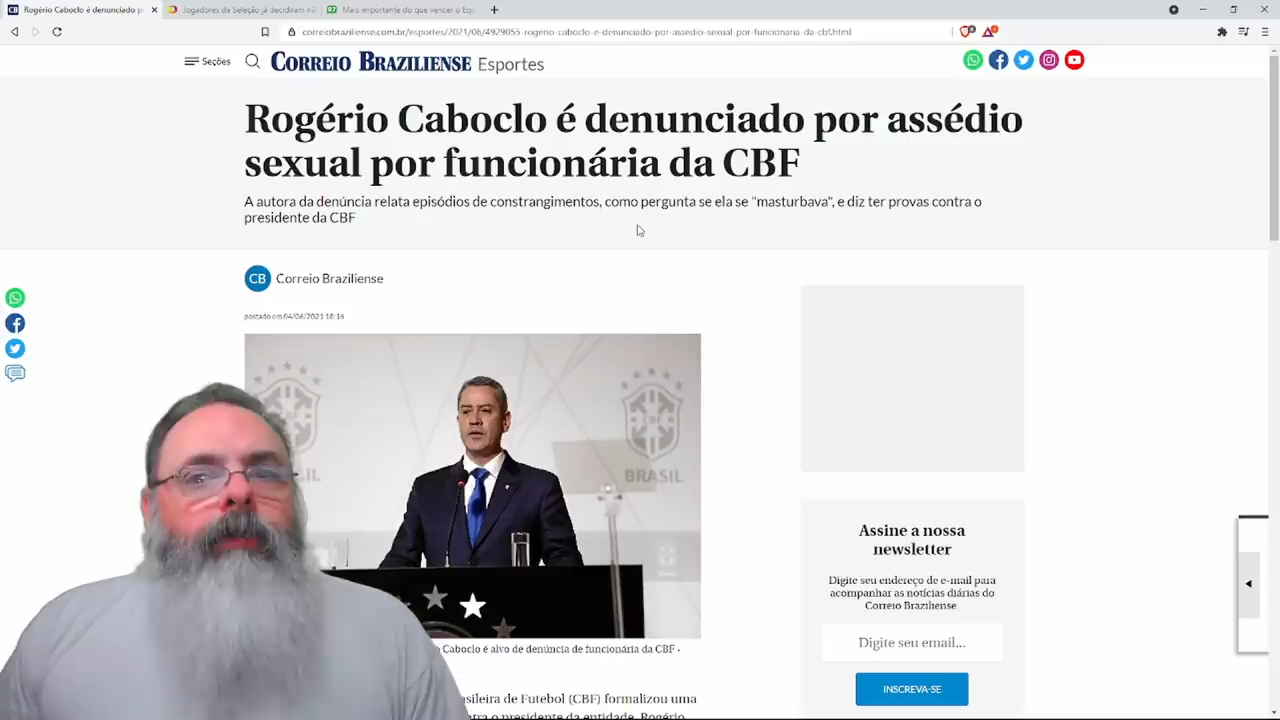 Rogério Caboclo é denunciado p
Jogadores da Seleção já decidiram nã
Mais importante do que vencer o Equ
correiobraziliense.com.br/esportes/2021/06/4929055-rogerio-caboclo-e-denunciado-por-assedio-sexual-por-funcionaria-da-cbf.html
Seções
CORREIO BRAZILIENSE Esportes
Rogério Caboclo é denunciado por assédio
sexual por funcionária da CBF
A autora da denúncia relata episódios de constrangimentos, como pergunta se ela se "masturbava", e diz ter provas contra o
presidente da CBF
CB Correio Braziliense
postado em 04/06/2021 18:16
BRASIL
Caboclo é alvo de denúncia de funcionária da CBF -
asileira de Futebol (CBF) formalizou uma
tra o presidente da entidade, Rogério
Assine a nossa
newsletter
Digite seu endereço de e-mail para
acompanhar as notícias diárias do
Correio Braziliense.
Digite seu email...
INSCREVA-SE